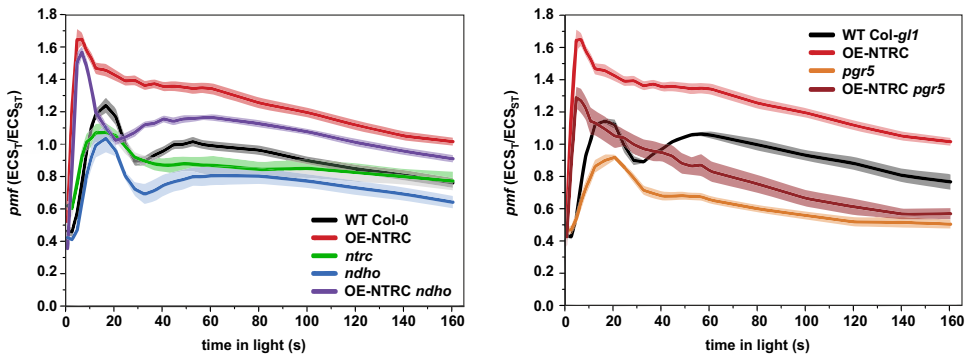 1.8
1.6
1.4
1.2
1.0
0.8
0.6
0.4
0.2
0.0
pmf (ECST/ECSST)
0 20 40 60 80 100 120 140 160
time in light (s)
WT Col-0
OE-NTRC
ntrc
ndho
OE-NTRC ndho
1.8
1.6
1.4
1.2
1.0
0.8
0.6
0.4
0.2
0.0
pmf (ECST/ECSST)
0 20 40 60 80 100 120 140 160
time in light (s)
WT Col-gl1
OE-NTRC
pgr5
OE-NTRC pgr5